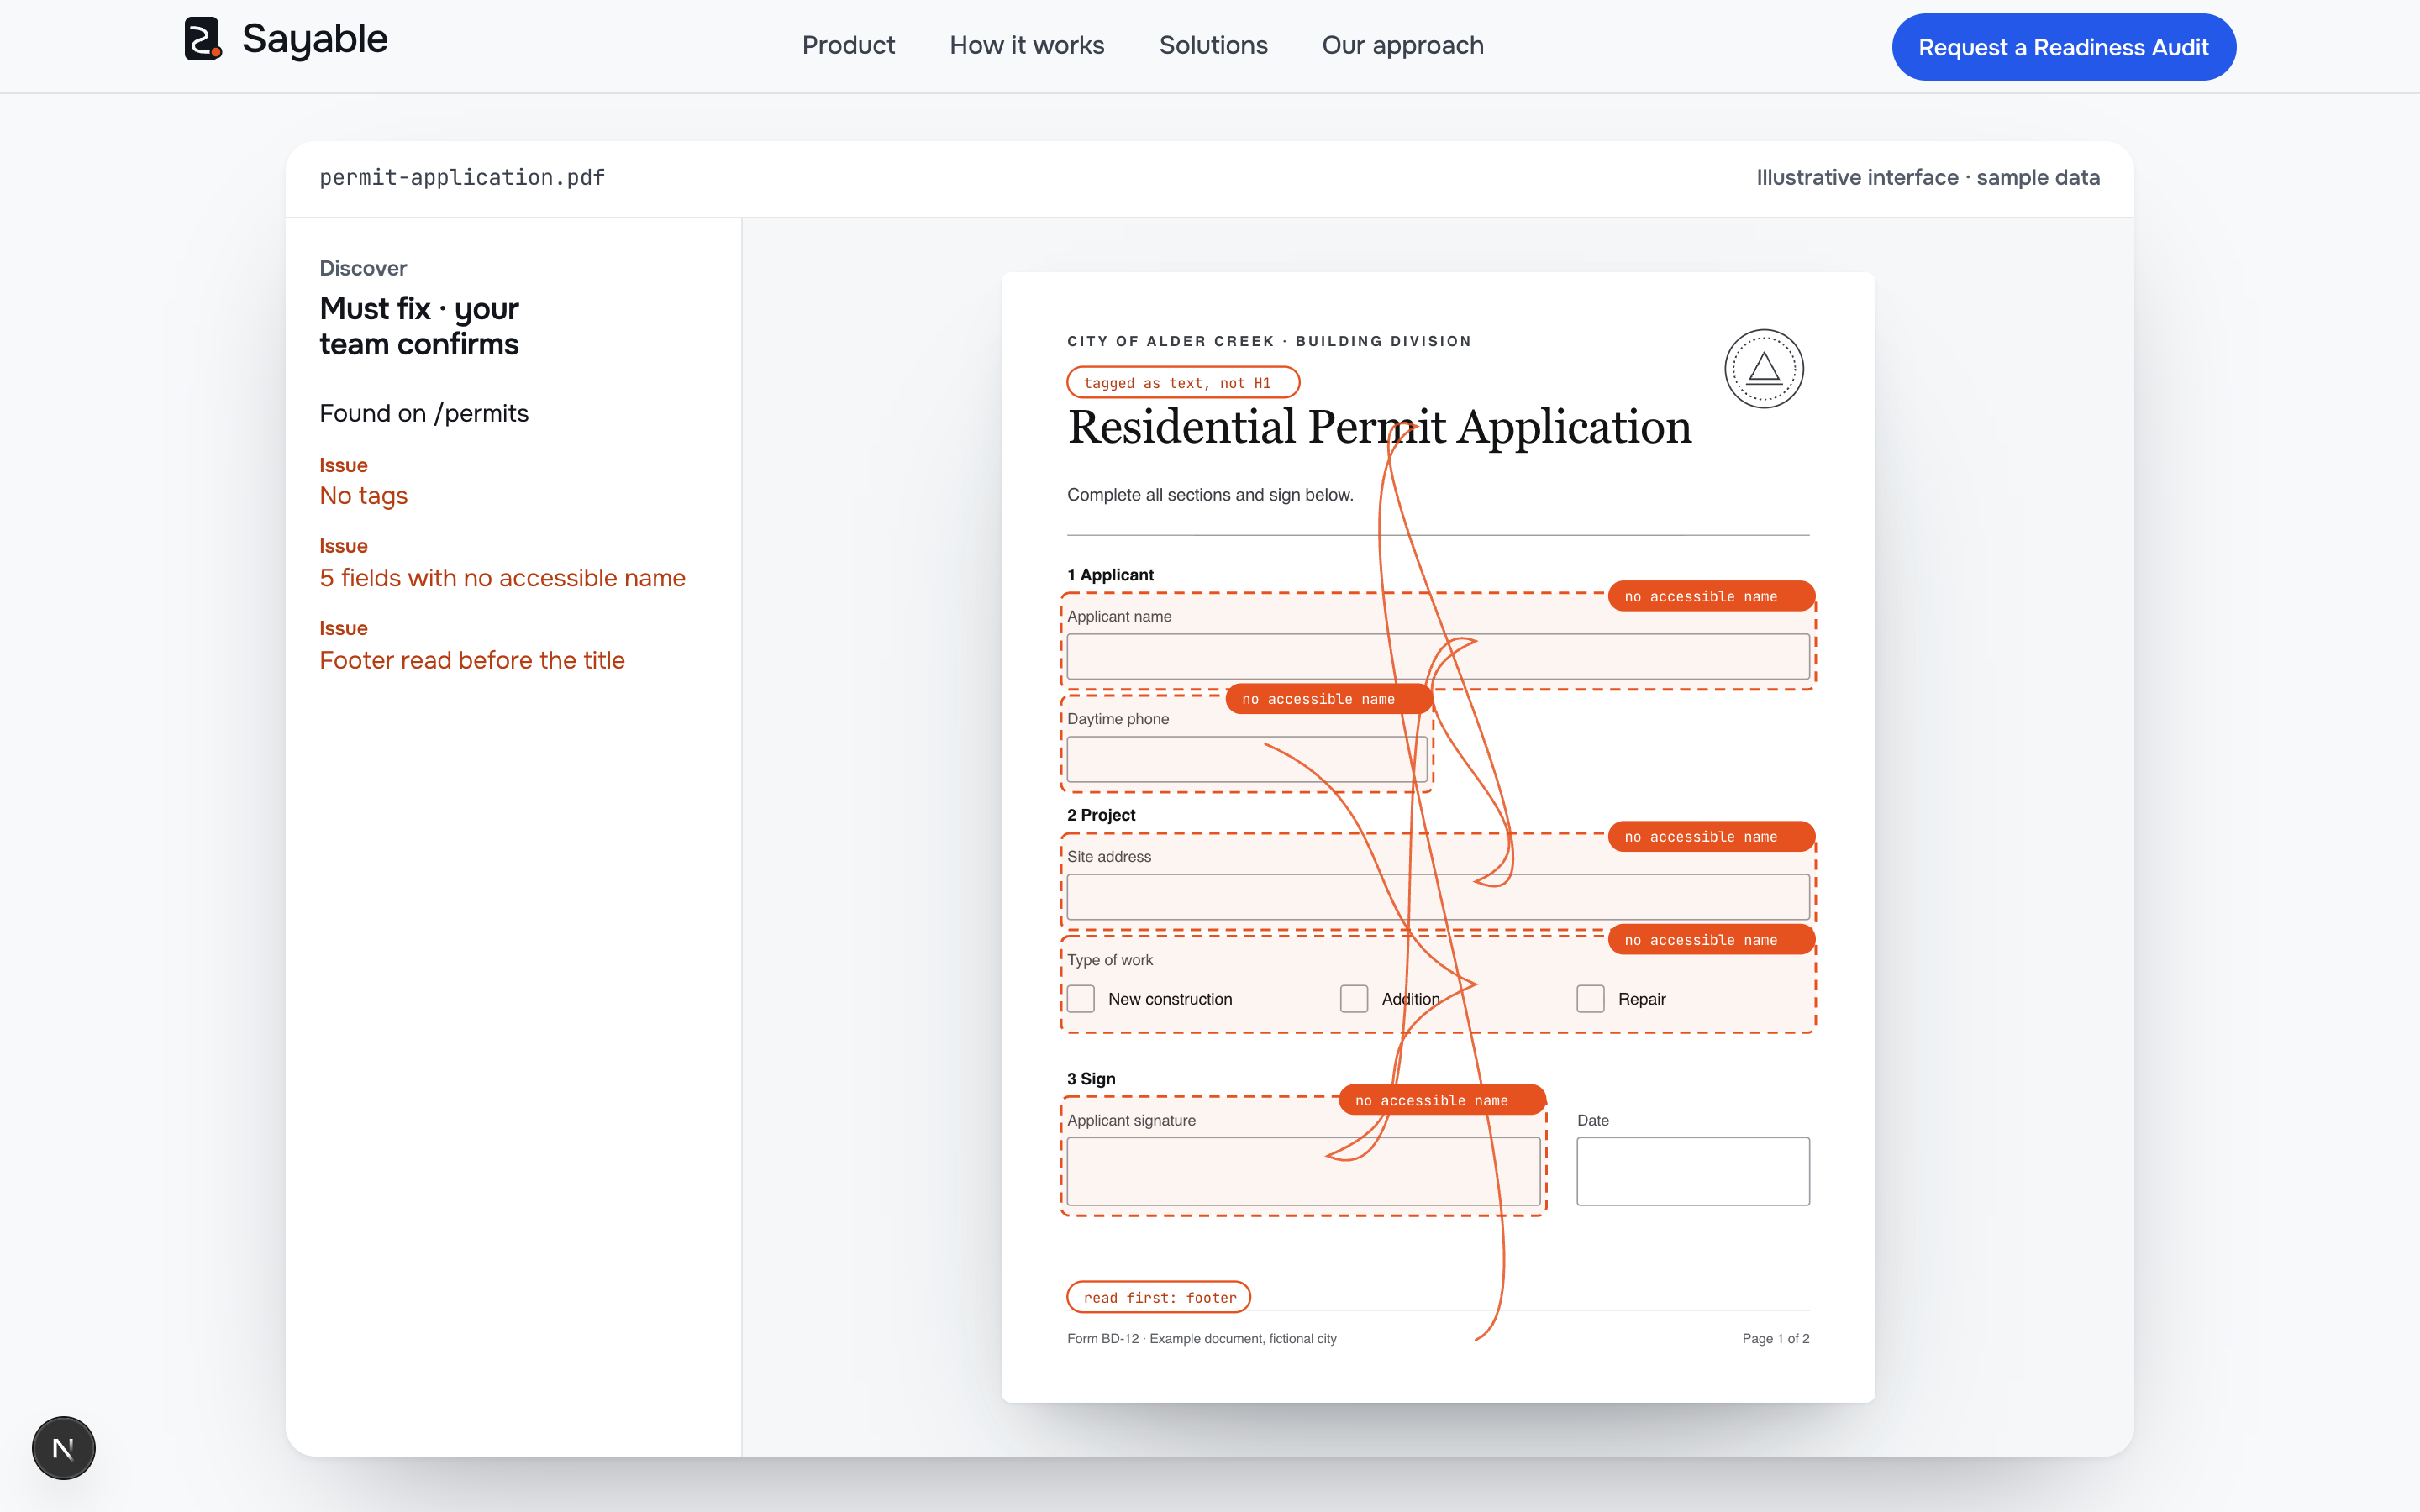 Sayable
Product
How it works
Solutions
Our approach
Request a Readiness Audit
permit-application.pdf
Illustrative interface · sample data
Discover
Must fix · your
team confirms
Found on /permits
Issue
No tags
Issue
5 fields with no accessible name
Issue
Footer read before the title
CITY OF ALDER CREEK · BUILDING DIVISION
tagged as text, not H1
Residential Permit Application
Complete all sections and sign below.
1 Applicant
no accessible name
Applicant name
no accessible name
Daytime phone
2 Project
no accessible name
Site address
no accessible name
Type of work
New construction
Addition
Repair
3 Sign
no accessible name
Applicant signature
Date
read first: footer
Form BD-12 · Example document, fictional city
Page 1 of 2
N